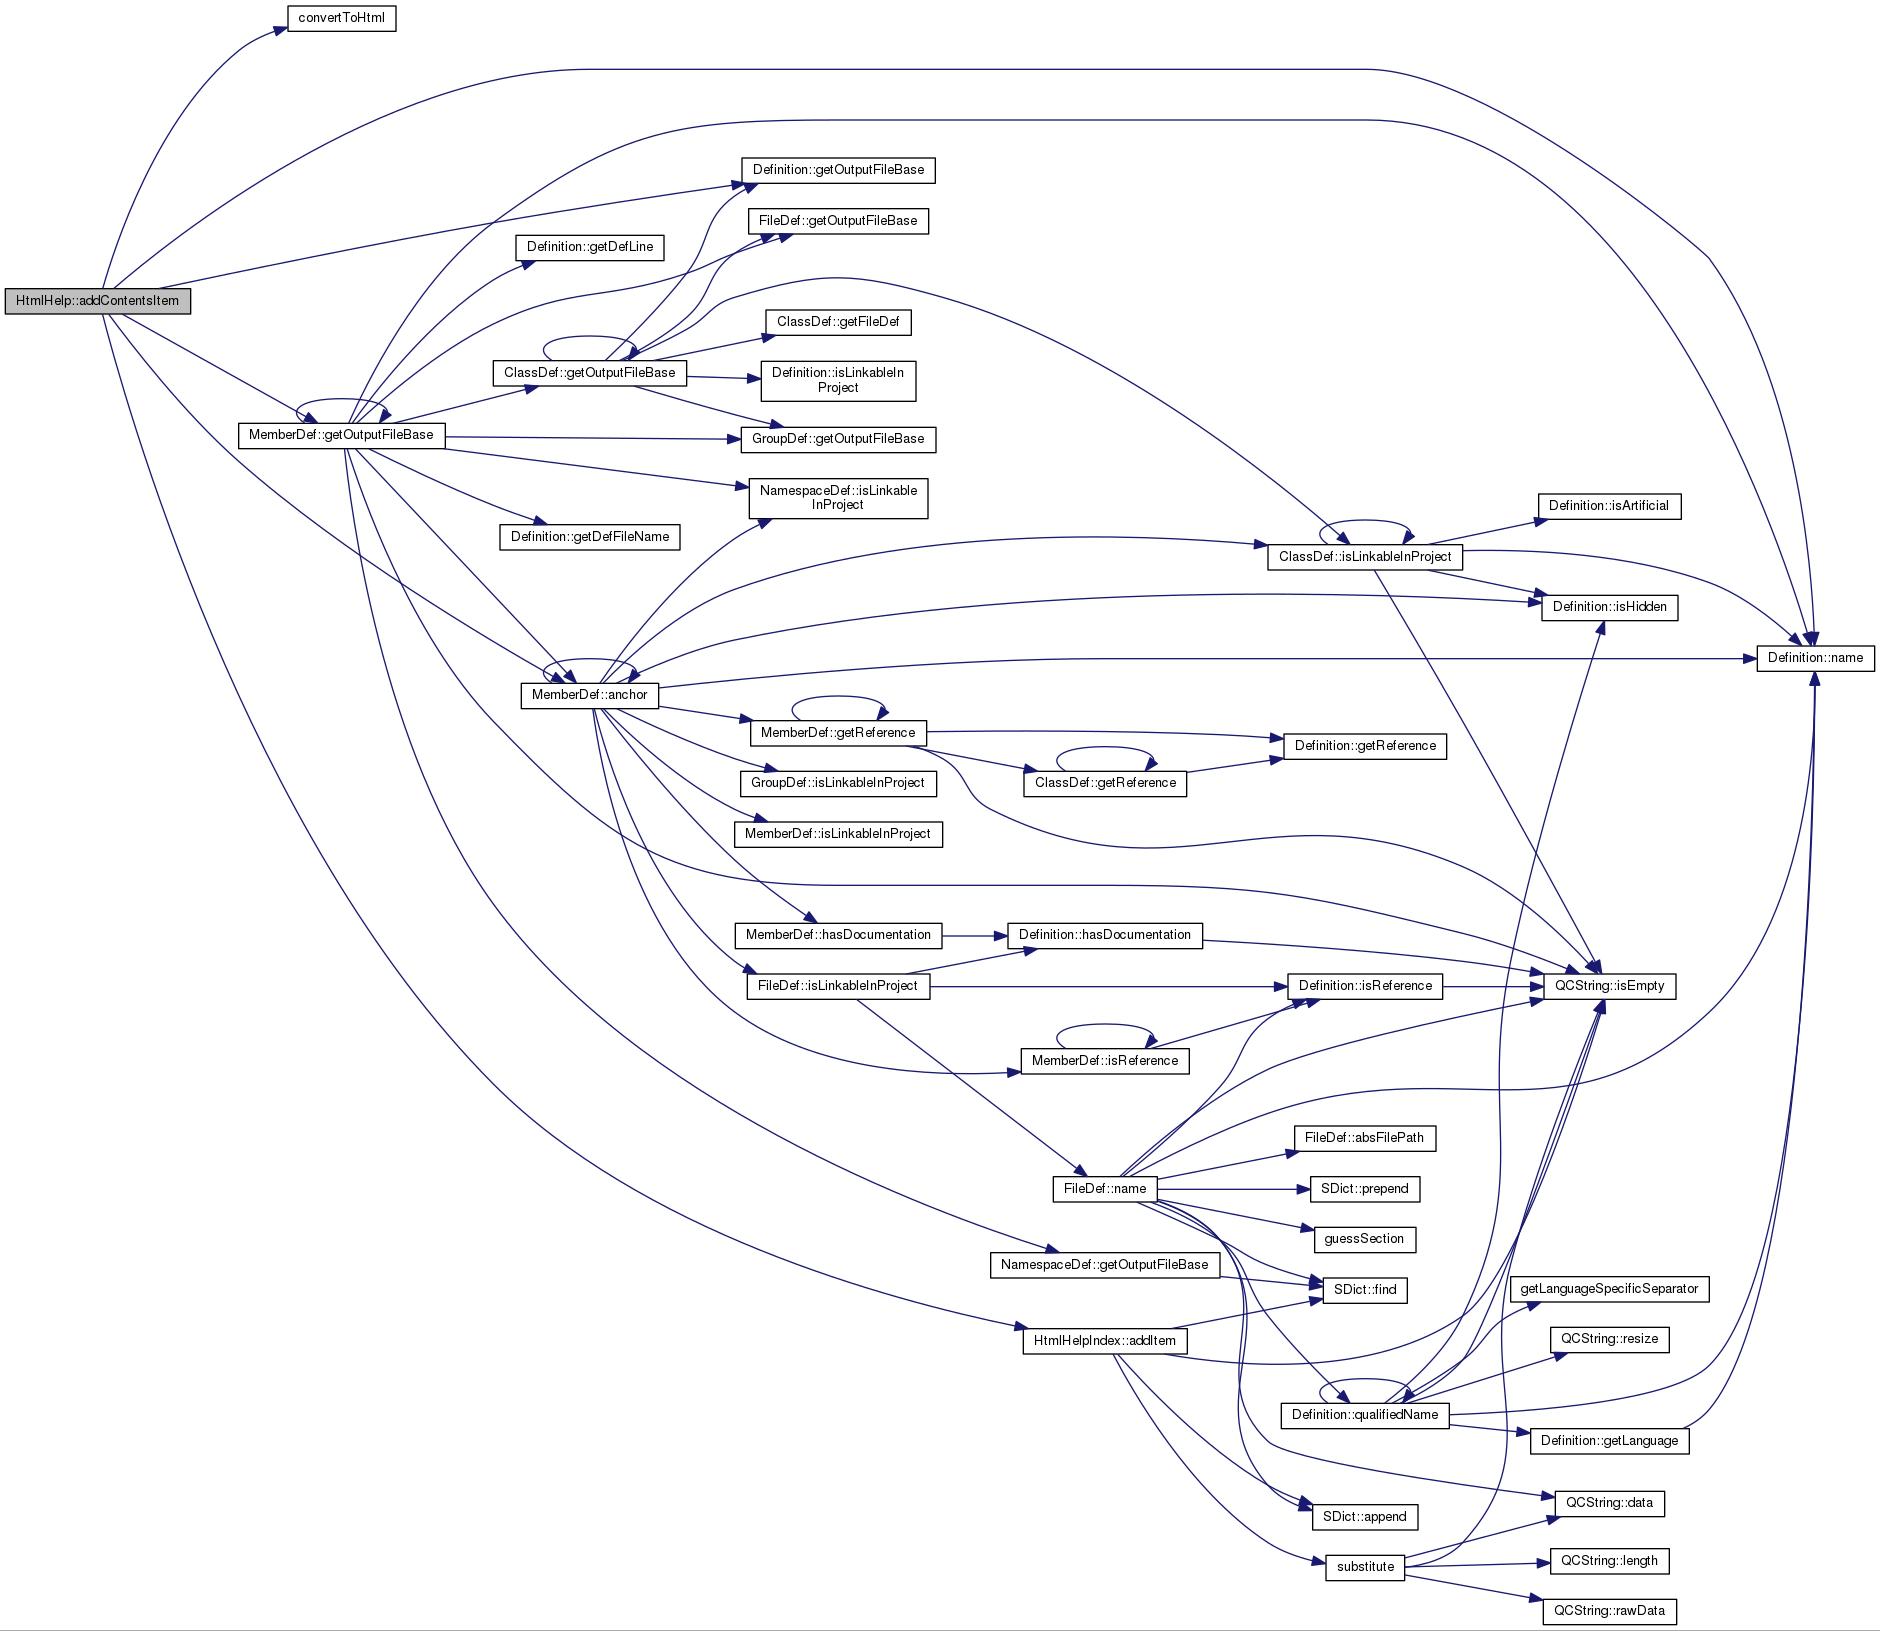 convertToHtml
Definition::getOutputFileBase
FileDef::getOutputFileBase
Definition::getDefLine
HtmlHelp::addContentsItem
ClassDef::getFileDef
ClassDef::getOutputFileBase
Definition::isLinkableIn
Project
MemberDef::getOutputFileBase
GroupDef::getOutputFileBase
NamespaceDef::isLinkable
InProject
Definition::isArtificial
Definition::getDefFileName
ClassDef::isLinkableInProject
Definition::isHidden
Definition::name
MemberDef::anchor
MemberDef::getReference
Definition::getReference
GroupDef::isLinkableInProject
ClassDef::getReference
MemberDef::isLinkableInProject
MemberDef::hasDocumentation
Definition::hasDocumentation
FileDef::isLinkableInProject
Definition::isReference
QCString::isEmpty
MemberDef::isReference
FileDef::absFilePath
FileDef::name
SDict::prepend
guessSection
NamespaceDef::getOutputFileBase
SDict::find
getLanguageSpecificSeparator
HtmlHelpIndex::addItem
QCString::resize
Definition::qualifiedName
Definition::getLanguage
QCString::data
SDict::append
substitute
QCString::length
QCString::rawData